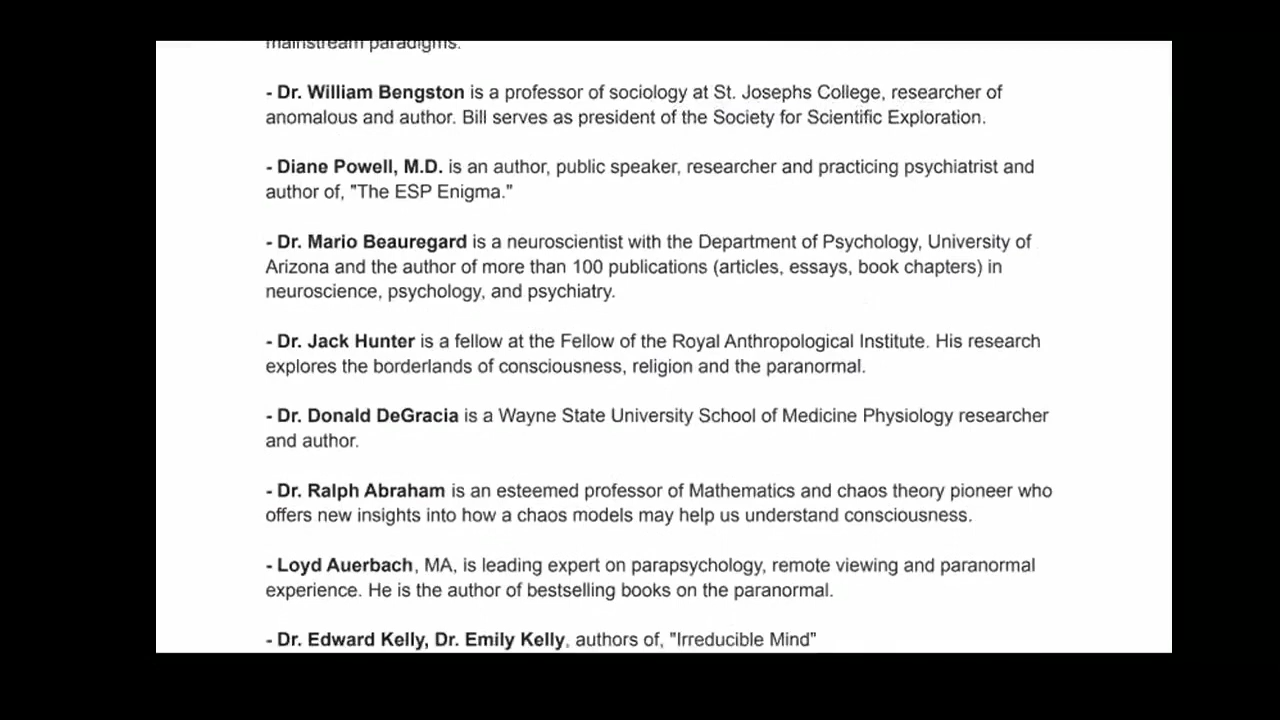 mainstream paradigms.
- Dr. William Bengston is a professor of sociology at St. Josephs College, researcher of
anomalous and author. Bill serves as president of the Society for Scientific Exploration.
- Diane Powell, M.D. is an author, public speaker, researcher and practicing psychiatrist and
author of, "The ESP Enigma."
- Dr. Mario Beauregard is a neuroscientist with the Department of Psychology, University of
Arizona and the author of more than 100 publications (articles, essays, book chapters) in
neuroscience, psychology, and psychiatry.
- Dr. Jack Hunter is a fellow at the Fellow of the Royal Anthropological Institute. His research
explores the borderlands of consciousness, religion and the paranormal.
- Dr. Donald DeGracia is a Wayne State University School of Medicine Physiology researcher
and author.
- Dr. Ralph Abraham is an esteemed professor of Mathematics and chaos theory pioneer who
offers new insights into how a chaos models may help us understand consciousness.
- Loyd Auerbach, MA, is leading expert on parapsychology, remote viewing and paranormal
experience. He is the author of bestselling books on the paranormal.
- Dr. Edward Kelly, Dr. Emily Kelly, authors of, "Irreducible Mind"